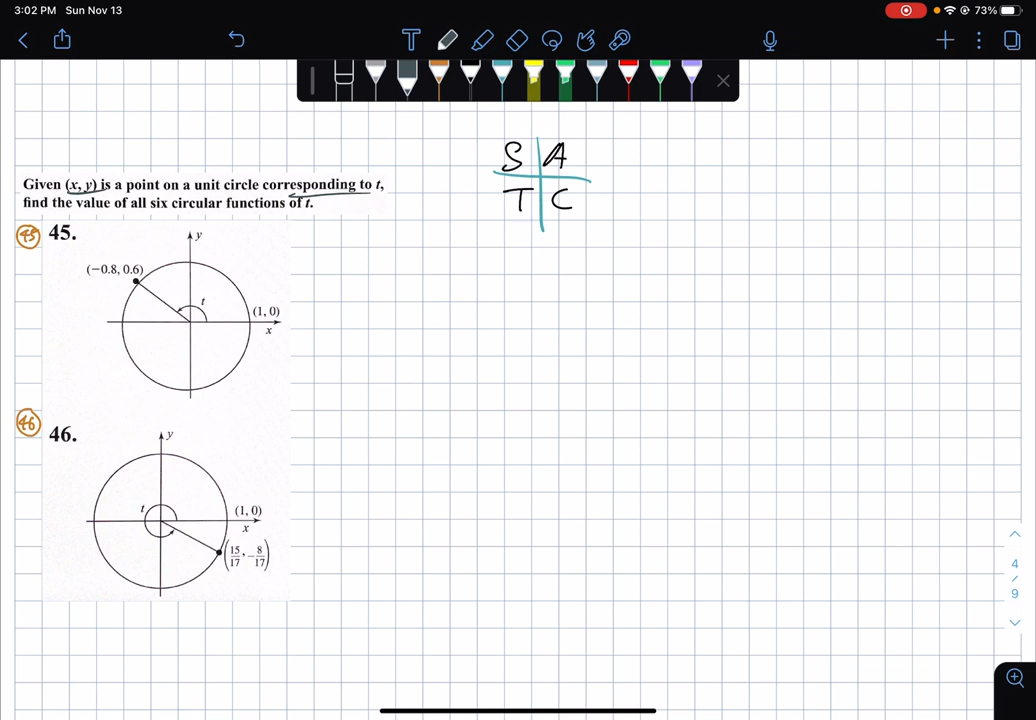 3:02 PM Sun Nov 13
73%
T
S A
T C
Given (x, y) is a point on a unit circle corresponding to t,
find the value of all six circular functions of t.
45 45.
y
(−0.8, 0.6)
t
(1, 0)
x
46 46.
y
t
(1, 0)
x
(15/17, −8/17)
4
/
9